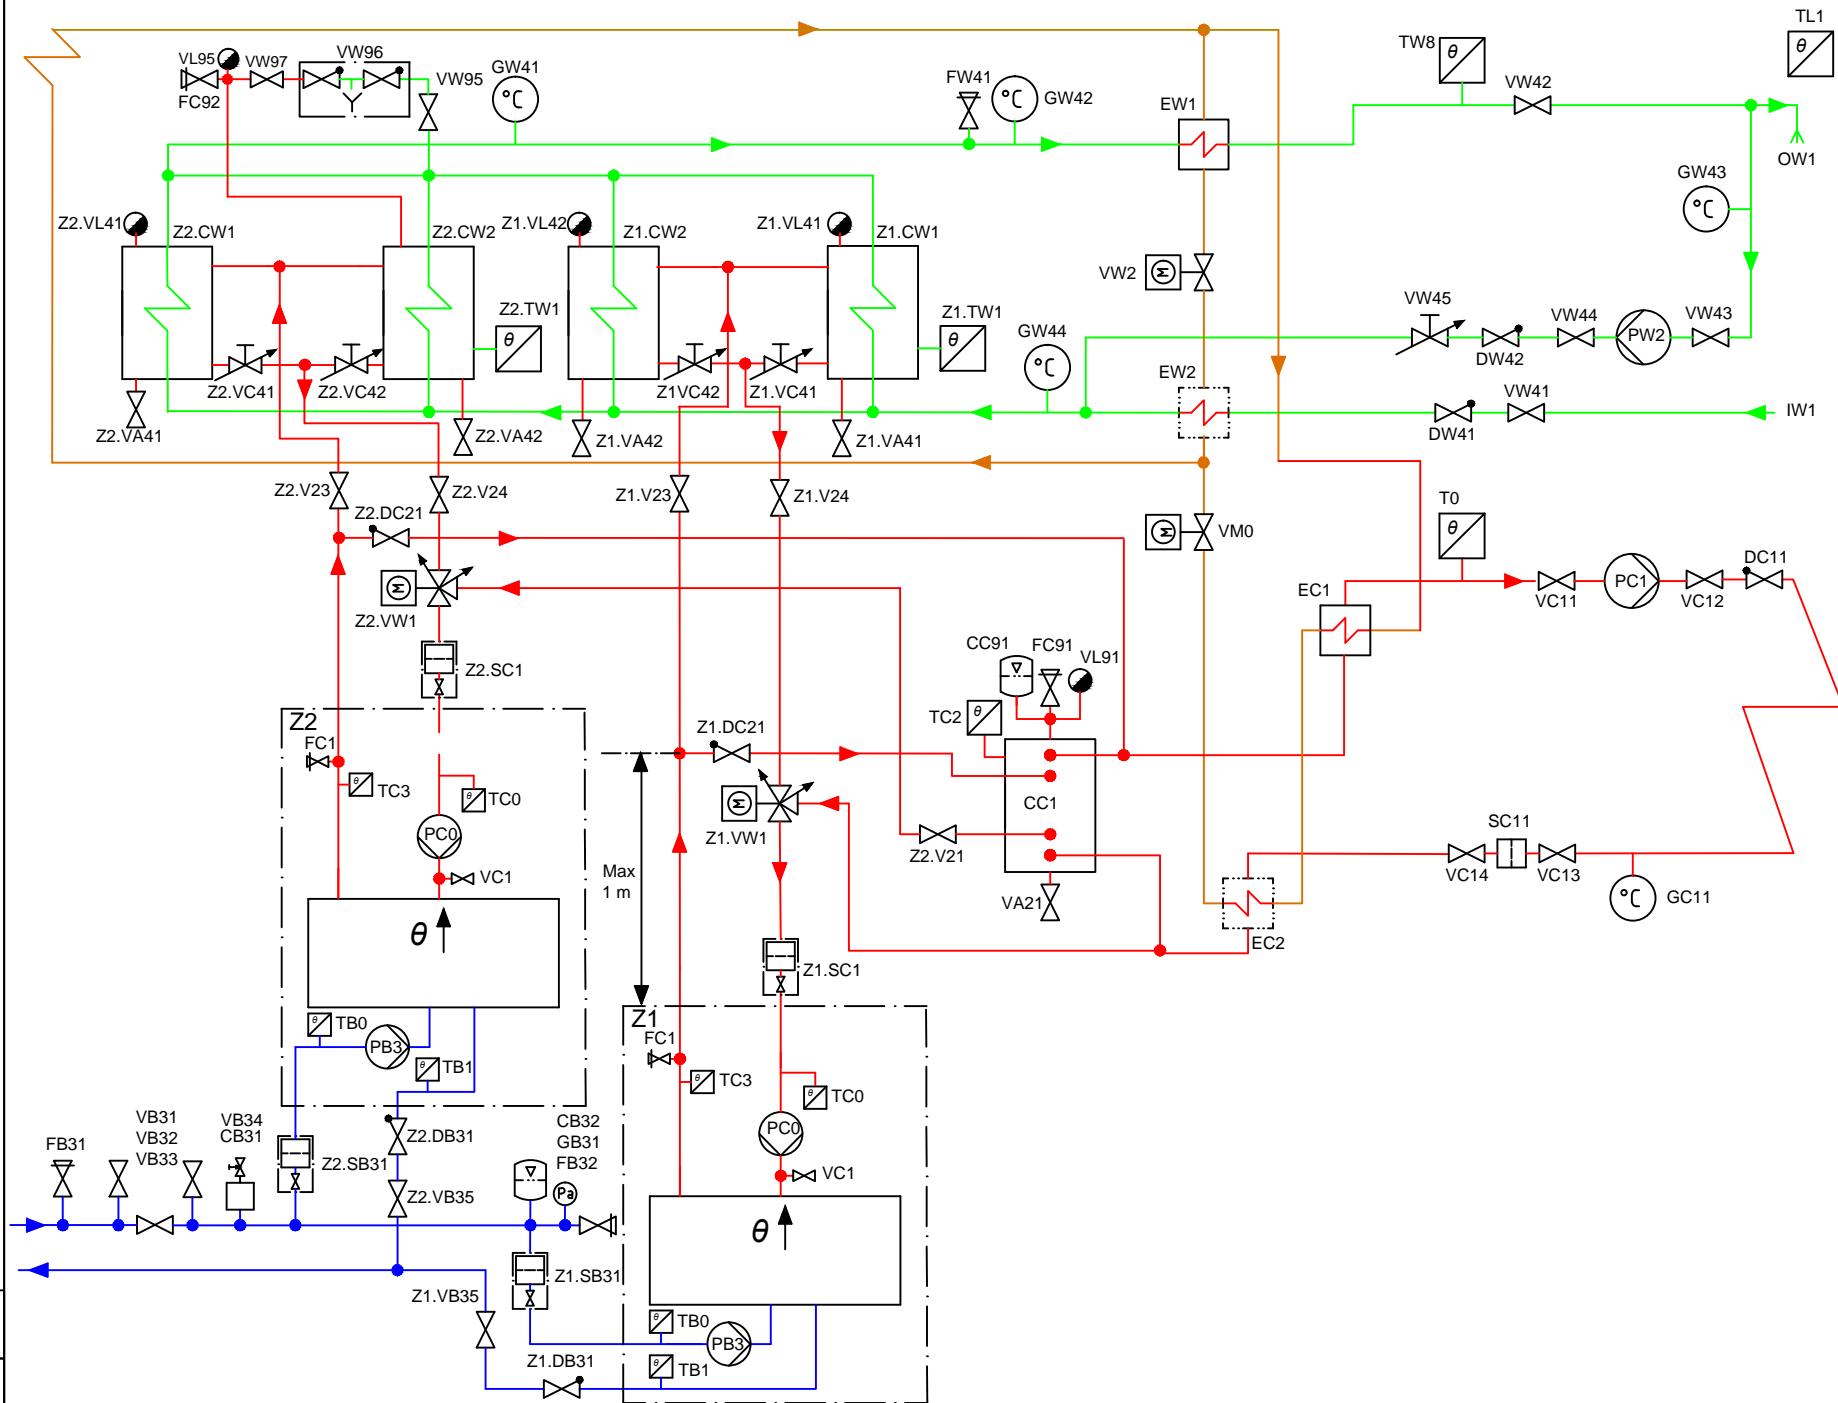 TL1
TW8
θ
θ
VL95
VW97
VW96
VW95
GW41
°C
FW41
°C
GW42
VW42
FC92
EW1
OW1
GW43
°C
Z2.VL41
Z2.CW1
Z2.CW2
Z1.VL42
Z1.CW2
Z1.VL41
Z1.CW1
VW2
M
Z2.TW1
θ
Z1.TW1
θ
GW44
°C
VW45
VW44
VW43
PW2
DW42
Z2.VC41
Z2.VC42
Z1VC42
Z1.VC41
EW2
VW41
IW1
Z2.VA41
Z2.VA42
Z1.VA42
Z1.VA41
DW41
Z2.V23
Z2.V24
Z1.V23
Z1.V24
T0
θ
Z2.DC21
M
VM0
DC11
M
Z2.VW1
EC1
PC1
VC11
VC12
Z2.SC1
CC91
FC91
VL91
TC2
θ
Z2
FC1
Z1.DC21
θ
TC3
θ
TC0
M
CC1
Z1.VW1
PC0
Z2.V21
SC11
VC14
VC13
Max
1 m
VC1
VA21
°C
GC11
θ
EC2
Z1.SC1
Z1
θ
TB0
PB3
FC1
θ
TB1
θ
TC3
θ
TC0
VB31
VB32
VB33
VB34
CB31
FB31
Z2.DB31
CB32
GB31
FB32
PC0
Z2.SB31
VC1
Z2.VB35
Pa
θ
Z1.SB31
Z1.VB35
θ
TB0
PB3
Z1.DB31
θ
TB1